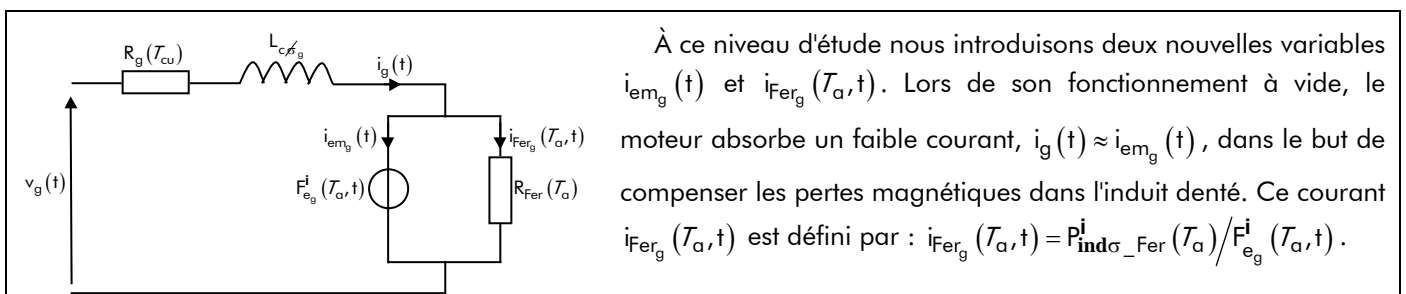 R_g(T_cu)
L_cσ_g
i_g(t)
i_em_g(t)
i_Fer_g(T_a,t)
v_g(t)
F^i_e_g(T_a,t)
R_Fer(T_a)
À ce niveau d'étude nous introduisons deux nouvelles variables
i_em_g(t) et i_Fer_g(T_a,t). Lors de son fonctionnement à vide, le
moteur absorbe un faible courant, i_g(t) ≈ i_em_g(t), dans le but de
compenser les pertes magnétiques dans l'induit denté. Ce courant
i_Fer_g(T_a,t) est défini par : i_Fer_g(T_a,t) = P^i_indσ_Fer(T_a)/F^i_e_g(T_a,t).